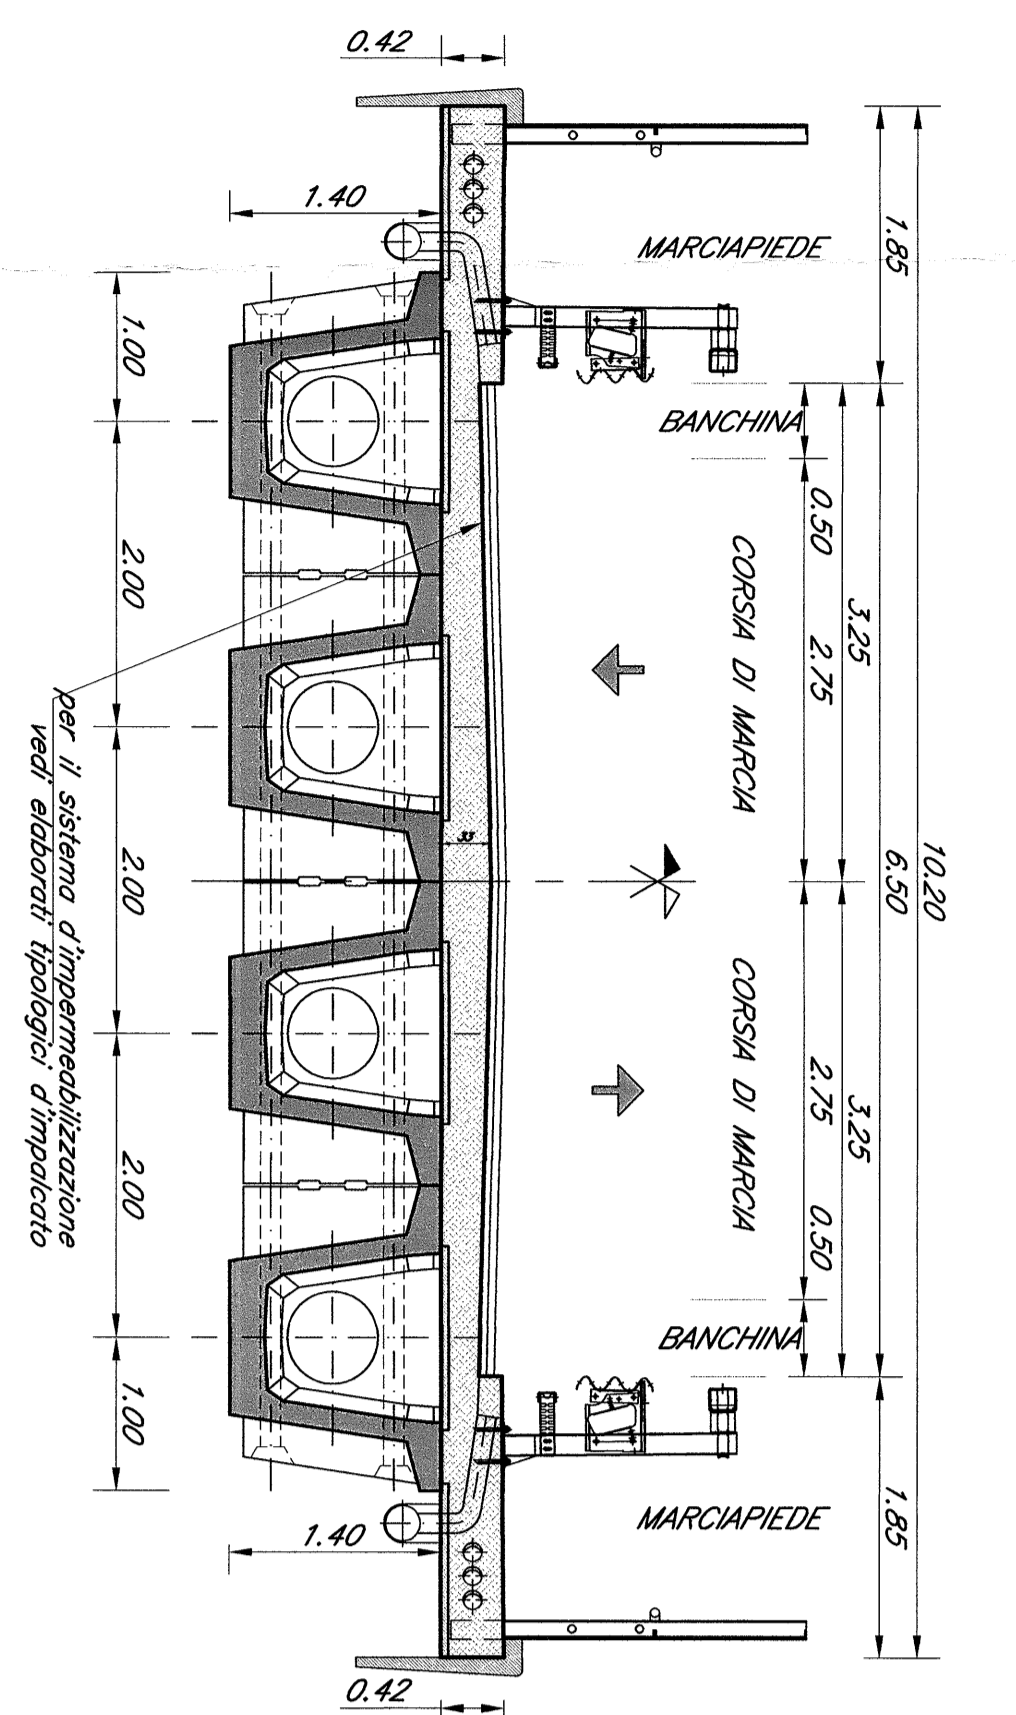 10.20
1.85
6.50
1.85
3.25
3.25
0.50
2.75
2.75
0.50
MARCIAPIEDE
BANCHINA
CORSIA DI MARCIA
CORSIA DI MARCIA
BANCHINA
MARCIAPIEDE
0.42
33
0.42
1.40
1.40
1.00
2.00
2.00
2.00
1.00
per il sistema d'impermeabilizzazione
vedi elaborati tipologici d'impalcato